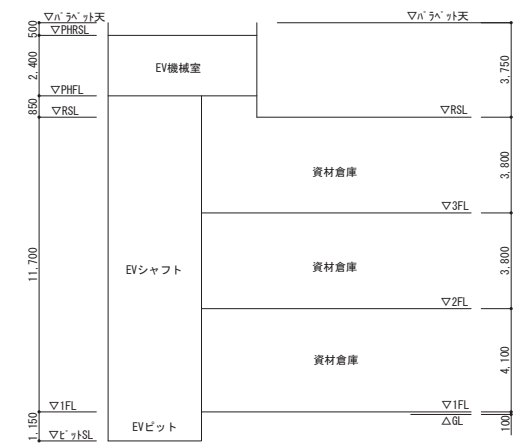 ▽ﾊﾟﾗﾍﾟｯﾄ天
▽ﾊﾟﾗﾍﾟｯﾄ天
500
▽PHRSL
2,400
EV機械室
3,750
▽PHFL
850
▽RSL
▽RSL
資材倉庫
3,800
▽3FL
11,700
EVシャフト
資材倉庫
3,800
▽2FL
資材倉庫
4,100
▽1FL
▽1FL
△GL
100
1,150
EVピット
▽ﾋﾟｯﾄSL